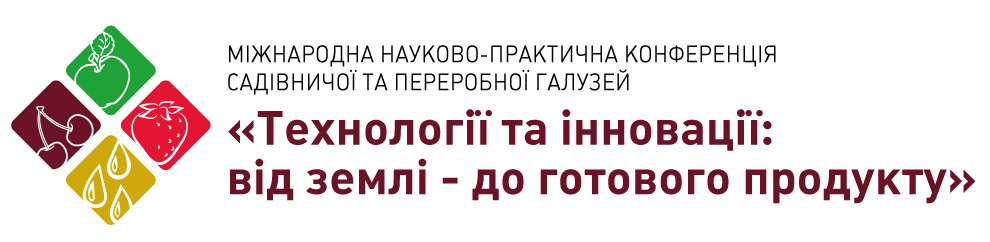 МІЖНАРОДНА НАУКОВО-ПРАКТИЧНА КОНФЕРЕНЦІЯ
САДІВНИЧОЇ ТА ПЕРЕРОБНОЇ ГАЛУЗЕЙ
«Технології та інновації:
від землі - до готового продукту»